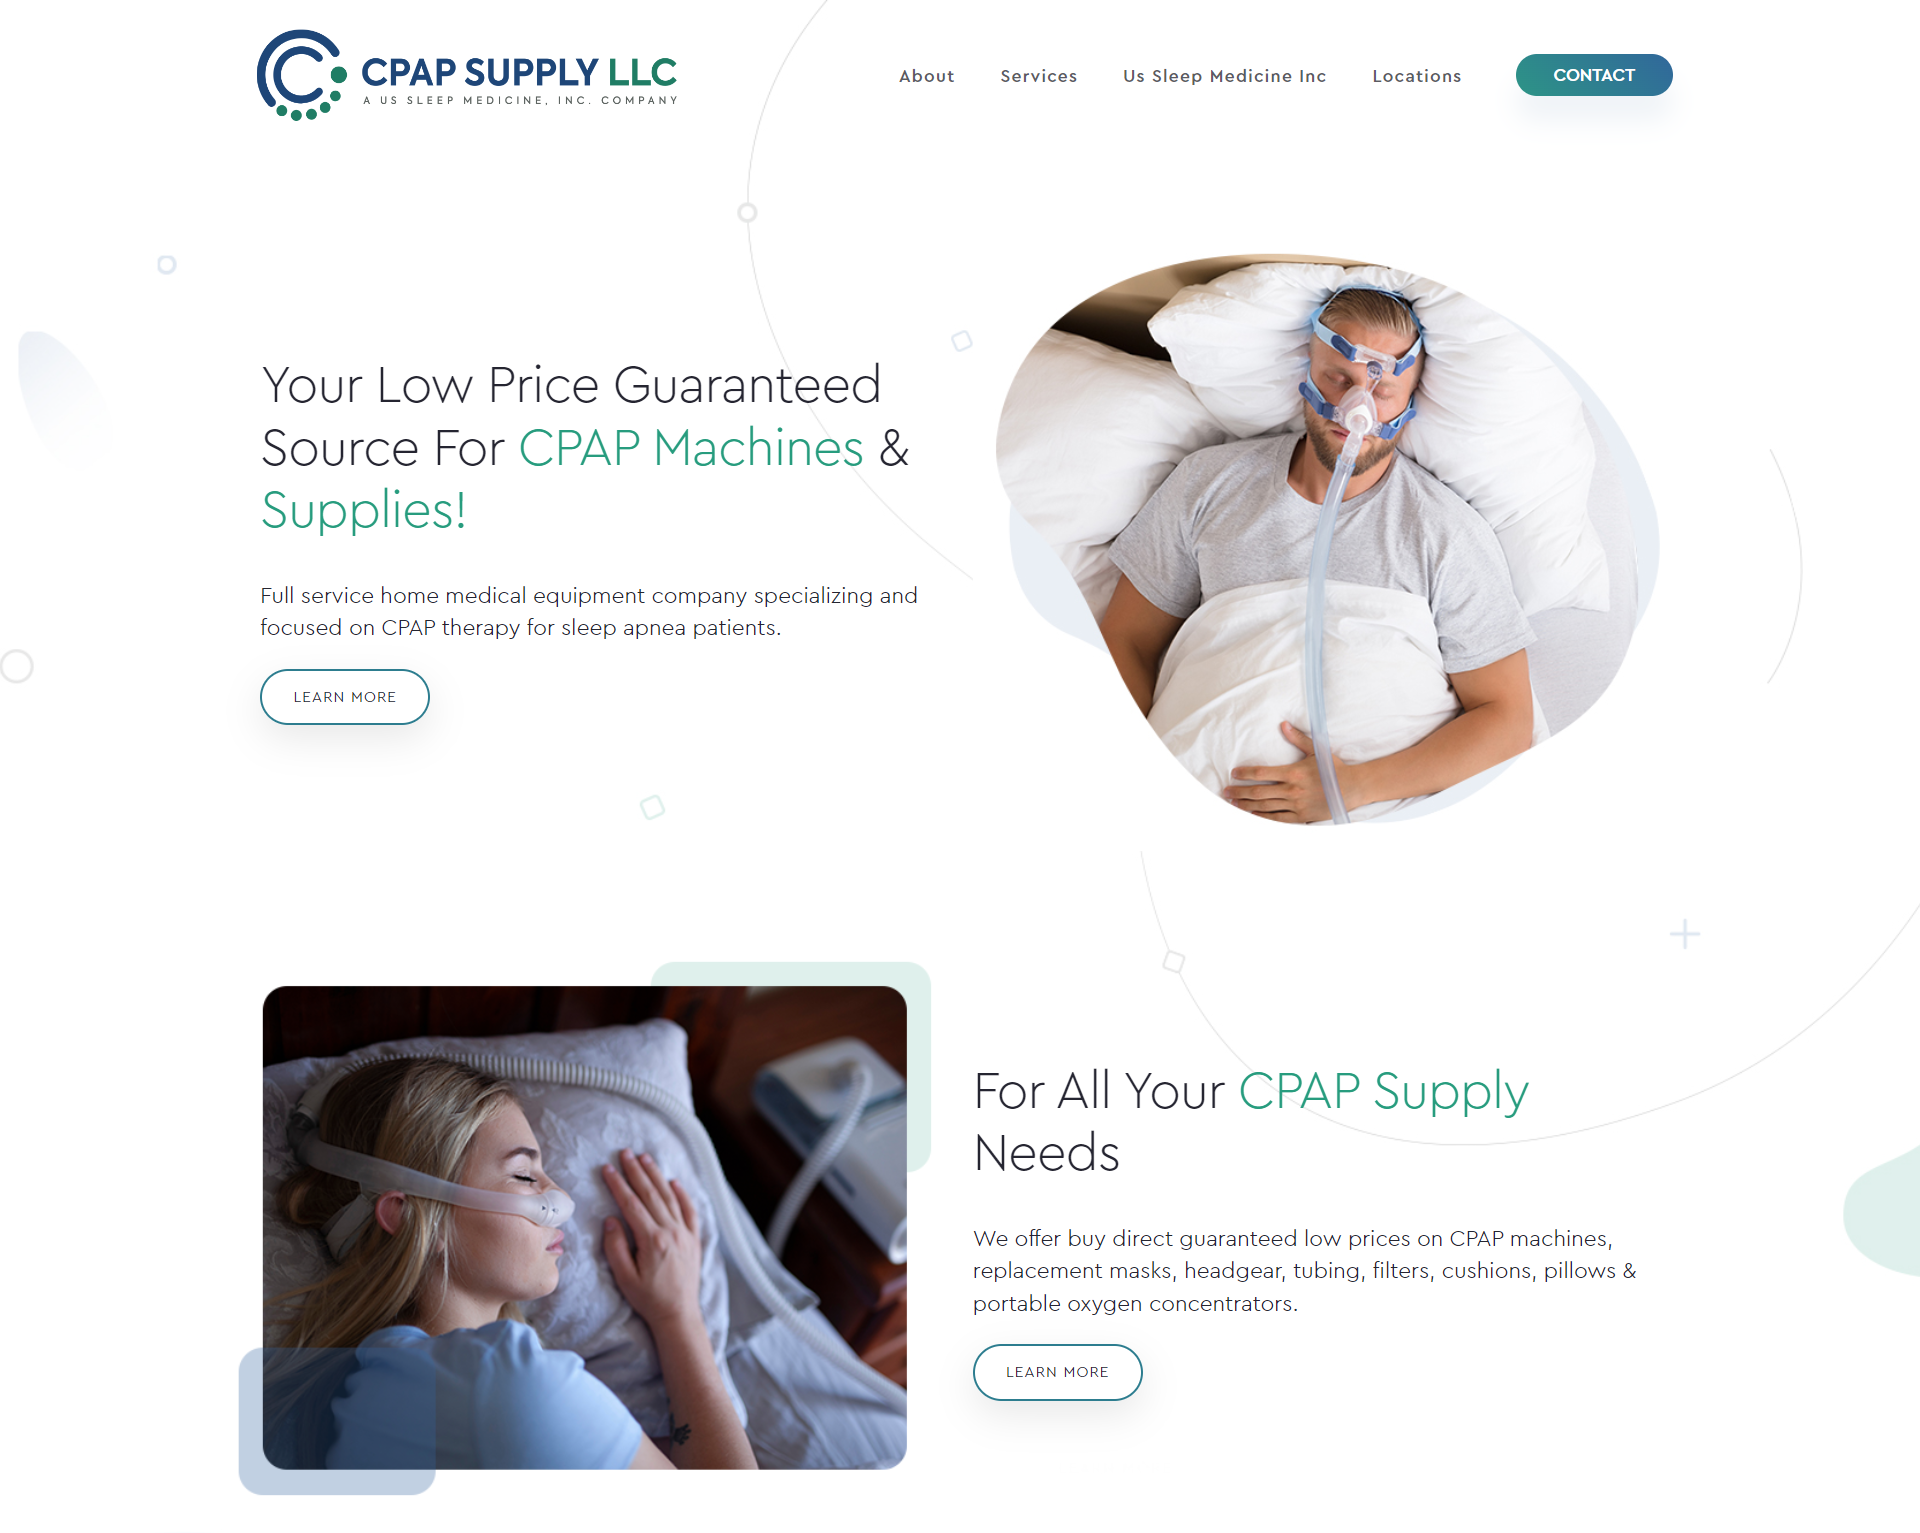 CPAP SUPPLY LLC
A US SLEEP MEDICINE, INC. COMPANY
About Services Us Sleep Medicine Inc Locations CONTACT
Your Low Price Guaranteed
Source For CPAP Machines &
Supplies!
Full service home medical equipment company specializing and
focused on CPAP therapy for sleep apnea patients.
LEARN MORE
For All Your CPAP Supply
Needs
We offer buy direct guaranteed low prices on CPAP machines,
replacement masks, headgear, tubing, filters, cushions, pillows &
portable oxygen concentrators.
LEARN MORE